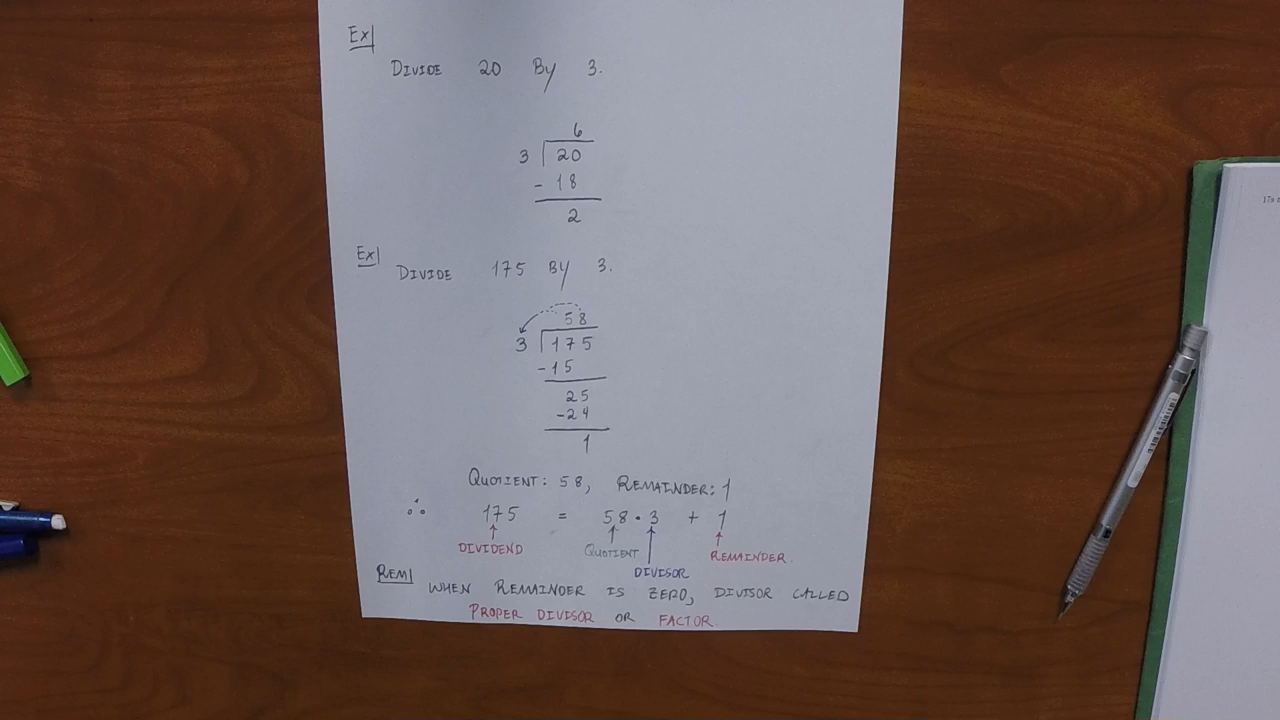 Ex
DIVIDE 20 BY 3.
6
3 20
- 18
2
Ex
DIVIDE 175 BY 3.
58
3 175
-15
25
-24
1
QUOTIENT: 58, REMAINDER: 1
∴ 175 = 58 · 3 + 1
DIVIDEND QUOTIENT REMAINDER.
DIVISOR
REM WHEN REMAINDER IS ZERO, DIVISOR CALLED
PROPER DIVISOR OR FACTOR.